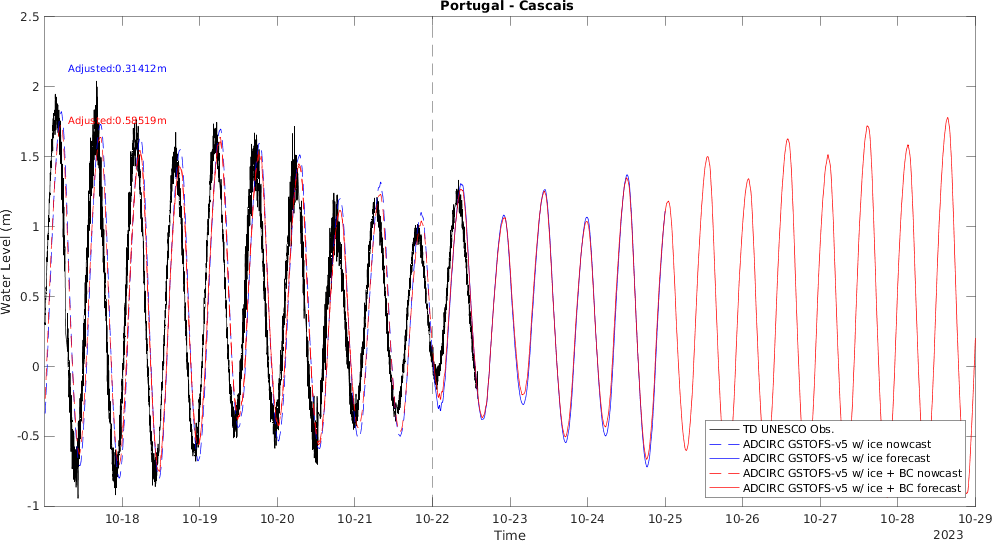 Portugal - Cascais
2.5
2
1.5
1
0.5
0
-0.5
-1
Water Level (m)
Adjusted:0.31412m
Adjusted:0.58519m
TD UNESCO Obs.
ADCIRC GSTOFS-v5 w/ ice nowcast
ADCIRC GSTOFS-v5 w/ ice forecast
ADCIRC GSTOFS-v5 w/ ice + BC nowcast
ADCIRC GSTOFS-v5 w/ ice + BC forecast
10-18 10-19 10-20 10-21 10-22 10-23 10-24 10-25 10-26 10-27 10-28 10-29
Time
2023